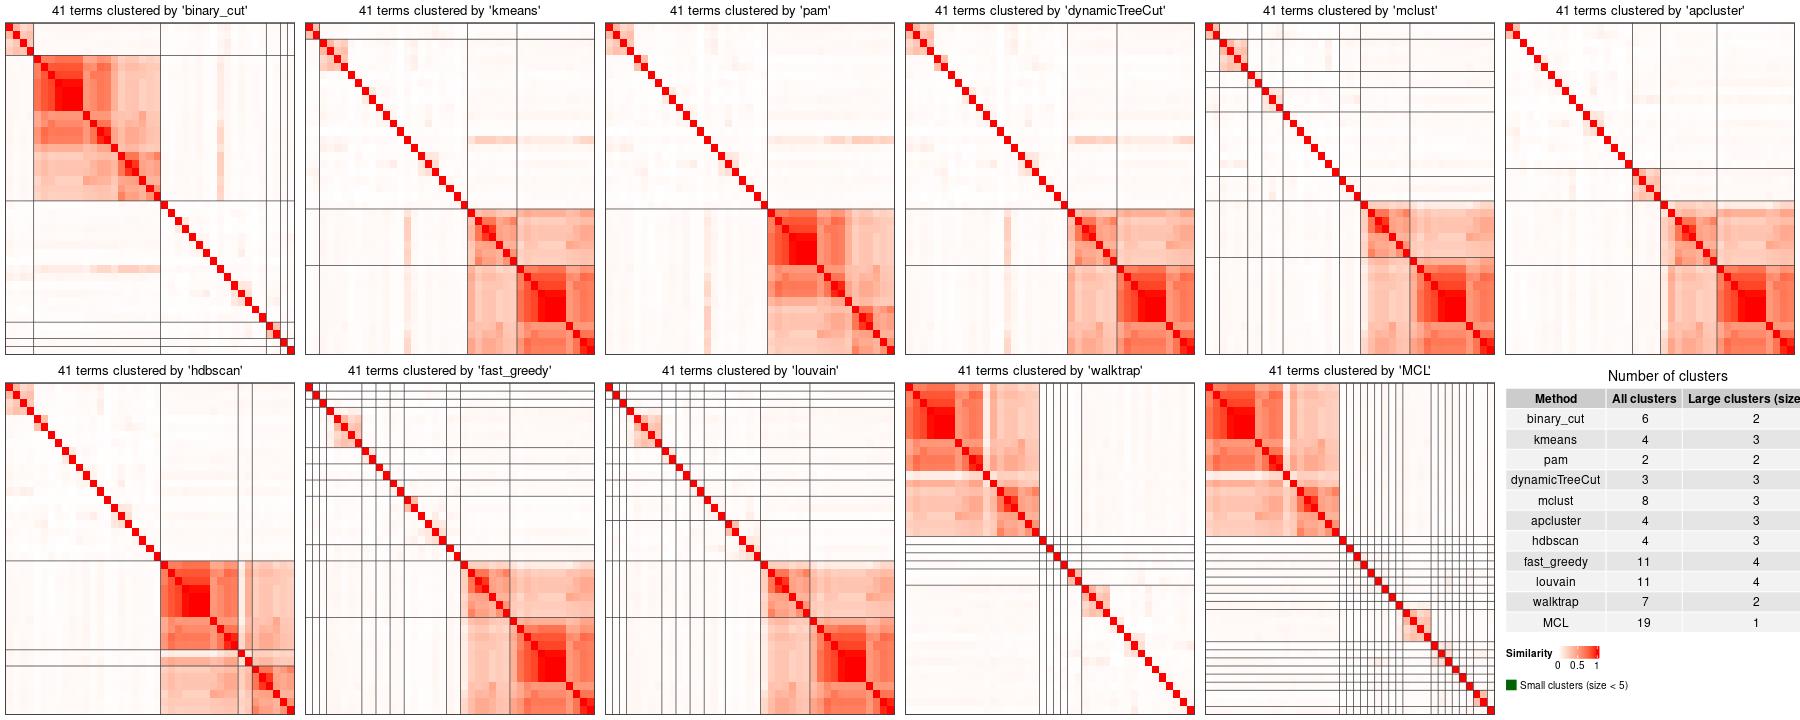 41 terms clustered by 'binary_cut'
41 terms clustered by 'kmeans'
41 terms clustered by 'pam'
41 terms clustered by 'dynamicTreeCut'
41 terms clustered by 'mclust'
41 terms clustered by 'apcluster'
41 terms clustered by 'hdbscan'
41 terms clustered by 'fast_greedy'
41 terms clustered by 'louvain'
41 terms clustered by 'walktrap'
41 terms clustered by 'MCL'
Number of clusters
Method All clusters Large clusters (size
binary_cut 6 2
kmeans 4 3
pam 2 2
dynamicTreeCut 3 3
mclust 8 3
apcluster 4 3
hdbscan 4 3
fast_greedy 11 4
louvain 11 4
walktrap 7 2
MCL 19 1
Similarity
0 0.5 1
Small clusters (size < 5)